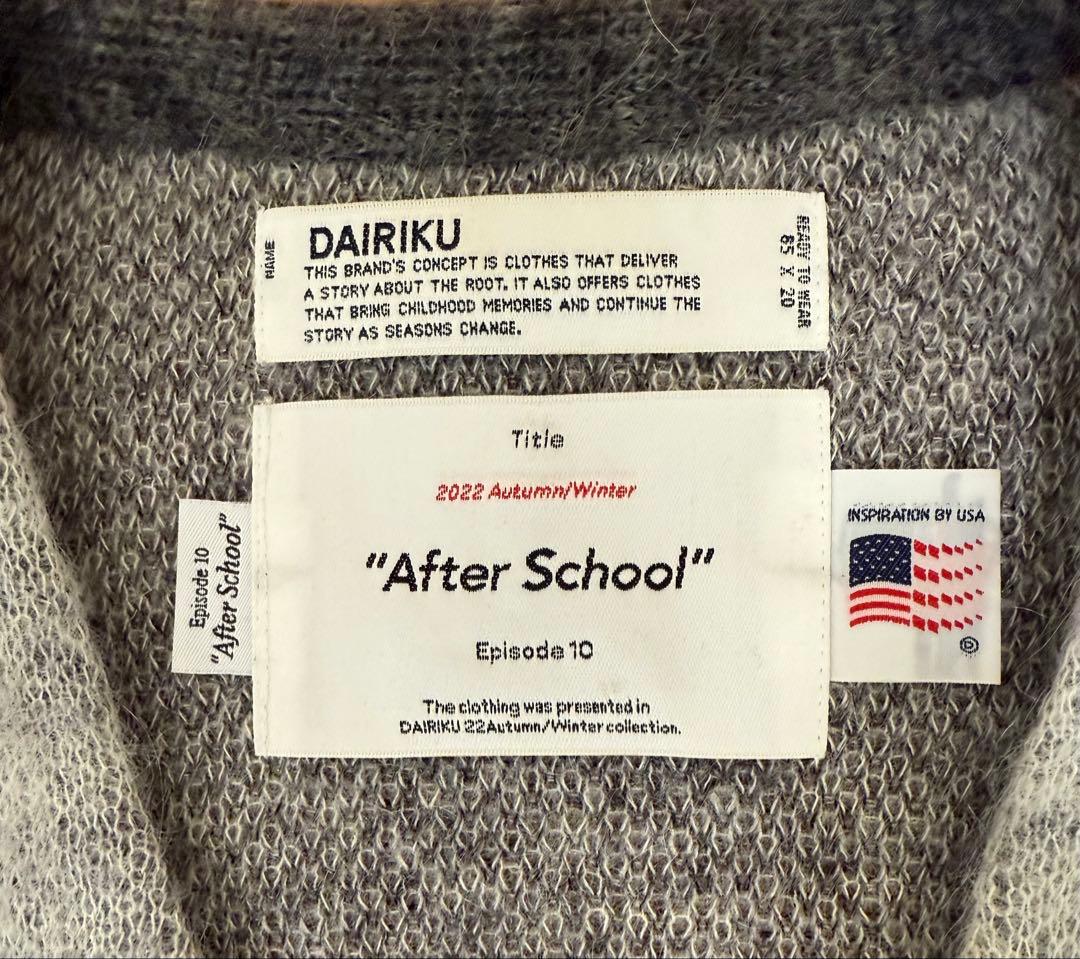 NAME
DAIRIKU
THIS BRAND'S CONCEPT IS CLOTHES THAT DELIVER
A STORY ABOUT THE ROOT. IT ALSO OFFERS CLOTHES
THAT BRING CHILDHOOD MEMORIES AND CONTINUE THE
STORY AS SEASONS CHANGE.
READY TO WEAR
65 X 20
Title
2022 Autumn/Winter
"After School"
Episode 10
The clothing was presented in
DAIRIKU 22Autumn/Winter collection.
Episode 10
"After School"
INSPIRATION BY USA
©